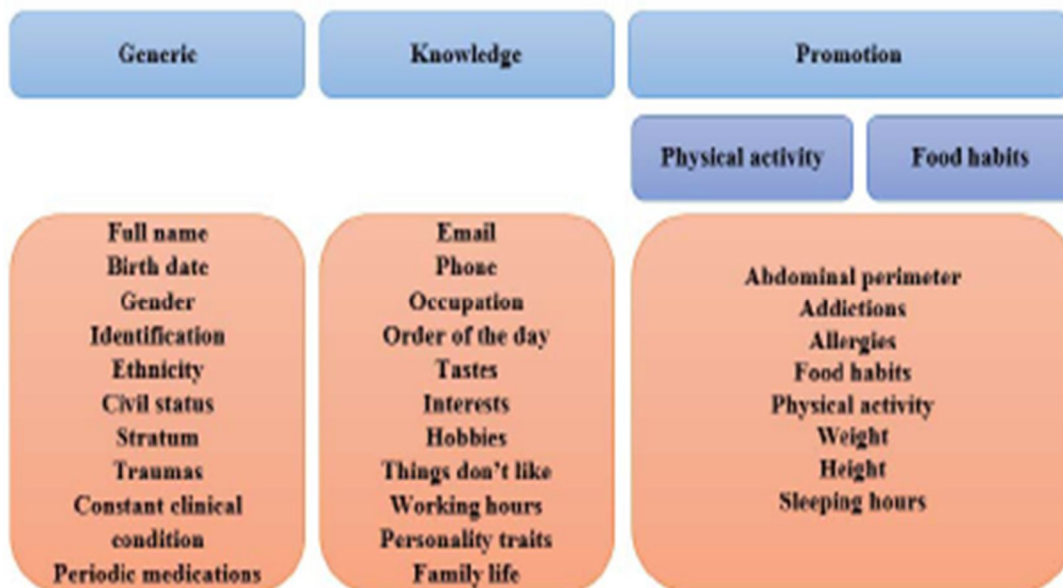 Generic
Knowledge
Promotion
Physical activity
Food habits
Full name
Birth date
Gender
Identification
Ethnicity
Civil status
Stratum
Traumas
Constant clinical
condition
Periodic medications
Email
Phone
Occupation
Order of the day
Tastes
Interests
Hobbies
Things don't like
Working hours
Personality traits
Family life
Abdominal perimeter
Addictions
Allergies
Food habits
Physical activity
Weight
Height
Sleeping hours